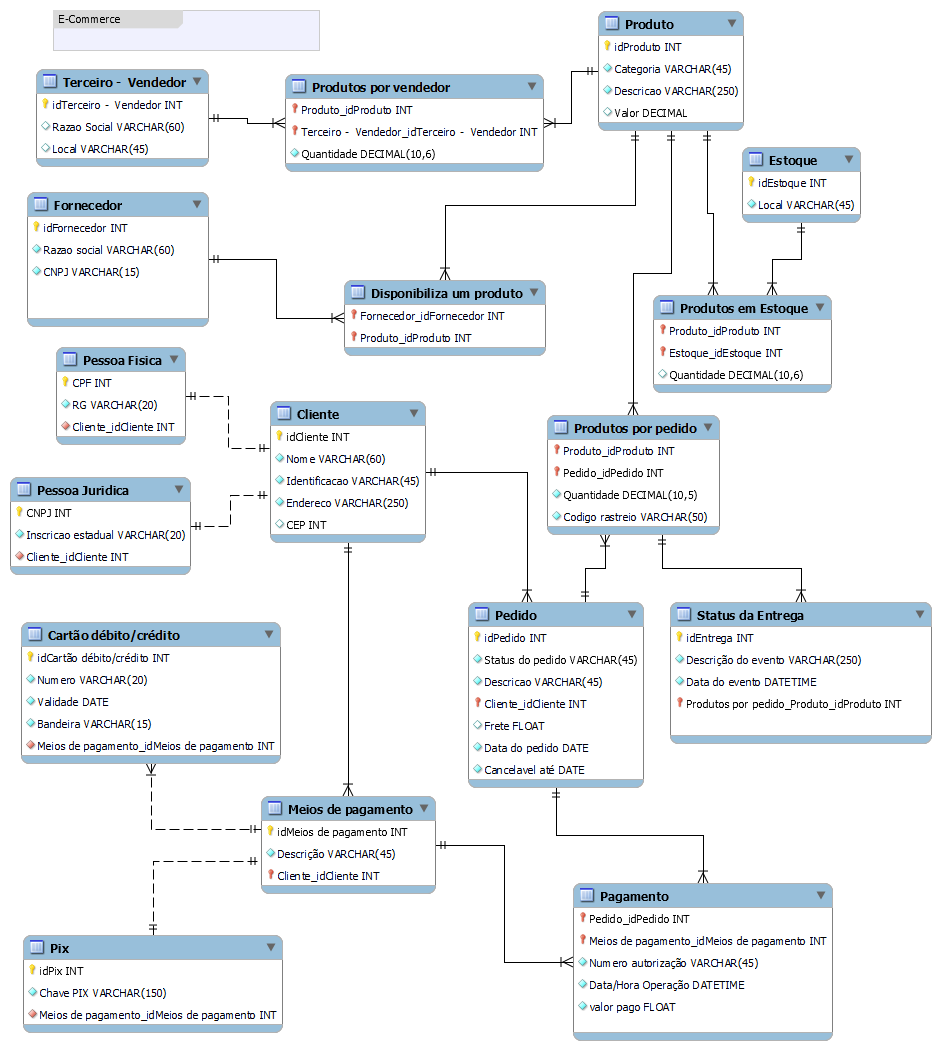 E-Commerce
Produto
idProduto INT
Categoria VARCHAR(45)
Descricao VARCHAR(250)
Valor DECIMAL
Terceiro - Vendedor
idTerceiro - Vendedor INT
Razao Social VARCHAR(60)
Local VARCHAR(45)
Produtos por vendedor
Produto_idProduto INT
Terceiro - Vendedor_idTerceiro - Vendedor INT
Quantidade DECIMAL(10,6)
Estoque
idEstoque INT
Local VARCHAR(45)
Fornecedor
idFornecedor INT
Razao social VARCHAR(60)
CNPJ VARCHAR(15)
Disponibiliza um produto
Fornecedor_idFornecedor INT
Produto_idProduto INT
Produtos em Estoque
Produto_idProduto INT
Estoque_idEstoque INT
Quantidade DECIMAL(10,6)
Pessoa Fisica
CPF INT
RG VARCHAR(20)
Cliente_idCliente INT
Cliente
idCliente INT
Nome VARCHAR(60)
Identificacao VARCHAR(45)
Endereco VARCHAR(250)
CEP INT
Produtos por pedido
Produto_idProduto INT
Pedido_idPedido INT
Quantidade DECIMAL(10,5)
Codigo rastreio VARCHAR(50)
Pessoa Juridica
CNPJ INT
Inscricao estadual VARCHAR(20)
Cliente_idCliente INT
Pedido
idPedido INT
Status do pedido VARCHAR(45)
Descricao VARCHAR(45)
Cliente_idCliente INT
Frete FLOAT
Data do pedido DATE
Cancelavel até DATE
Status da Entrega
idEntrega INT
Descrição do evento VARCHAR(250)
Data do evento DATETIME
Produtos por pedido_Produto_idProduto INT
Cartão débito/crédito
idCartão débito/crédito INT
Numero VARCHAR(20)
Validade DATE
Bandeira VARCHAR(15)
Meios de pagamento_idMeios de pagamento INT
Meios de pagamento
idMeios de pagamento INT
Descrição VARCHAR(45)
Cliente_idCliente INT
Pagamento
Pedido_idPedido INT
Meios de pagamento_idMeios de pagamento INT
Numero autorização VARCHAR(45)
Data/Hora Operação DATETIME
valor pago FLOAT
Pix
idPix INT
Chave PIX VARCHAR(150)
Meios de pagamento_idMeios de pagamento INT